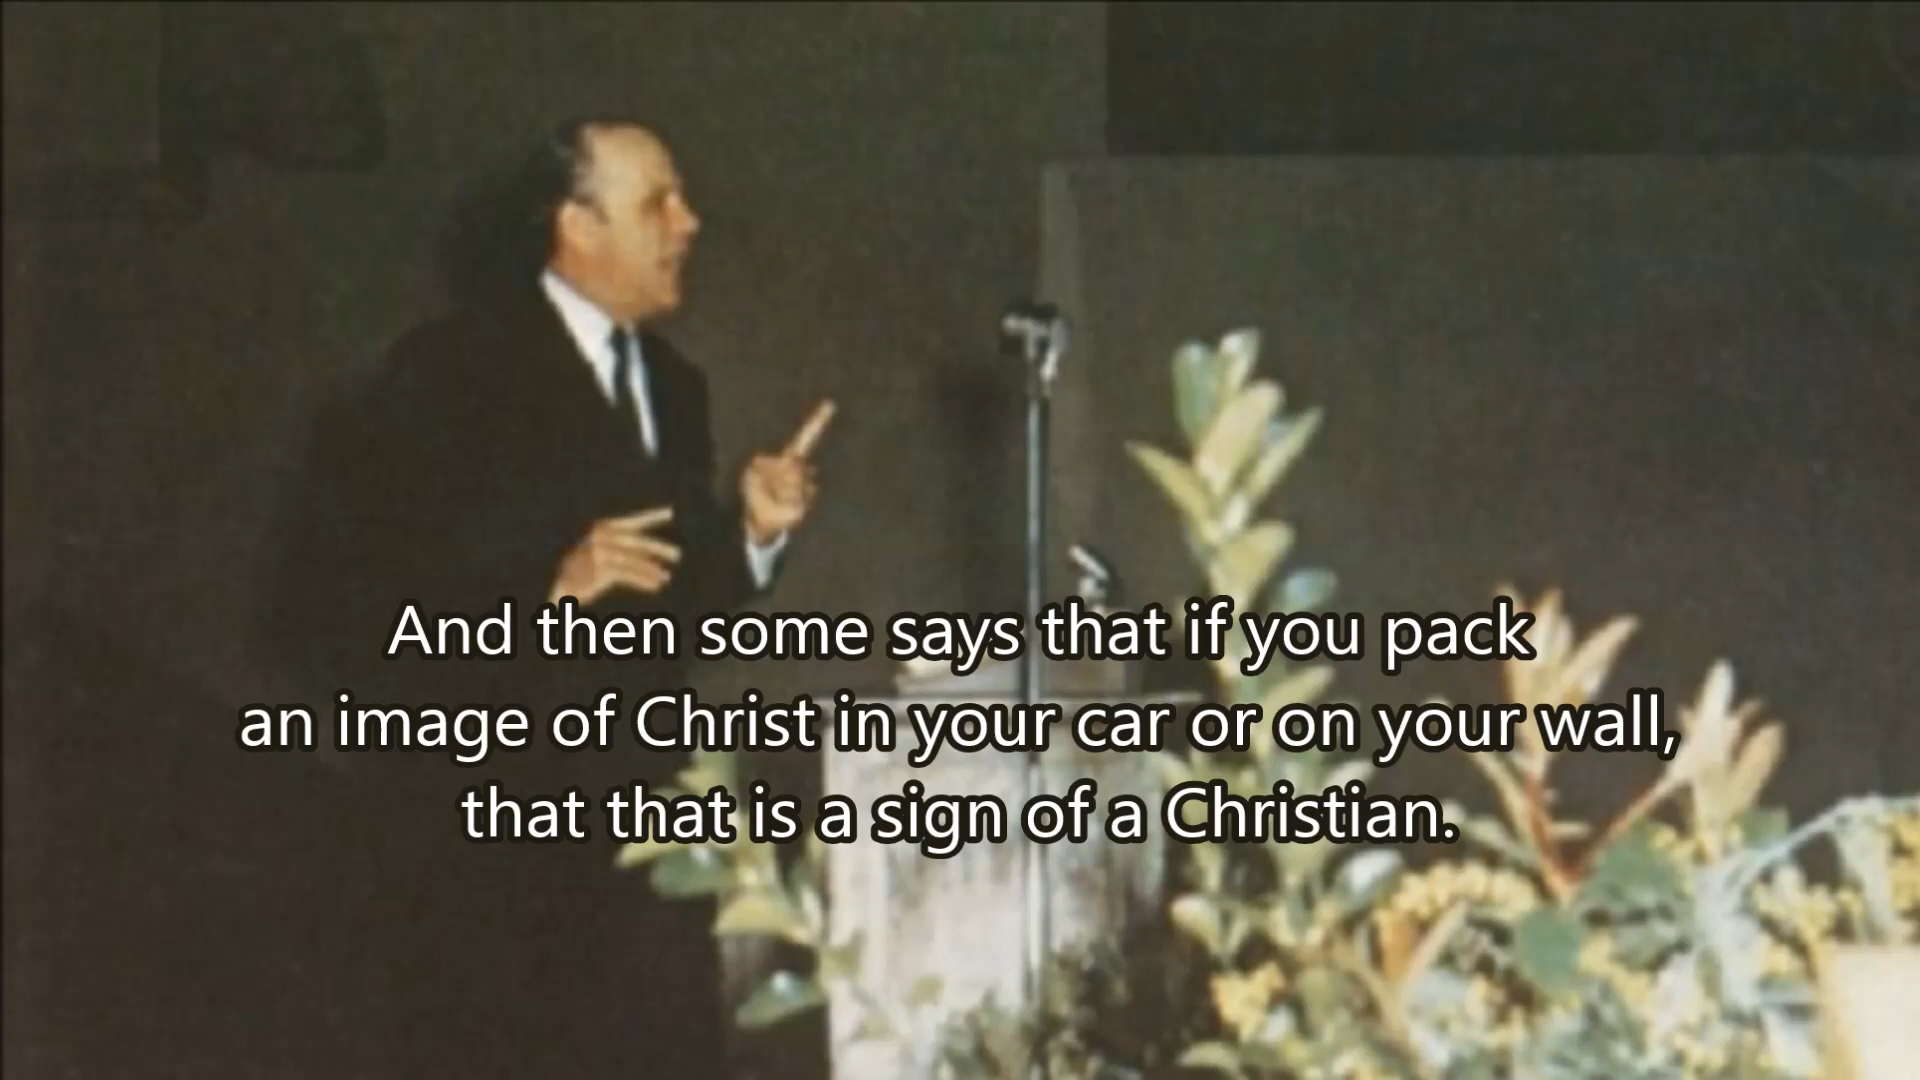 And then some says that if you pack
an image of Christ in your car or on your wall,
that that is a sign of a Christian.